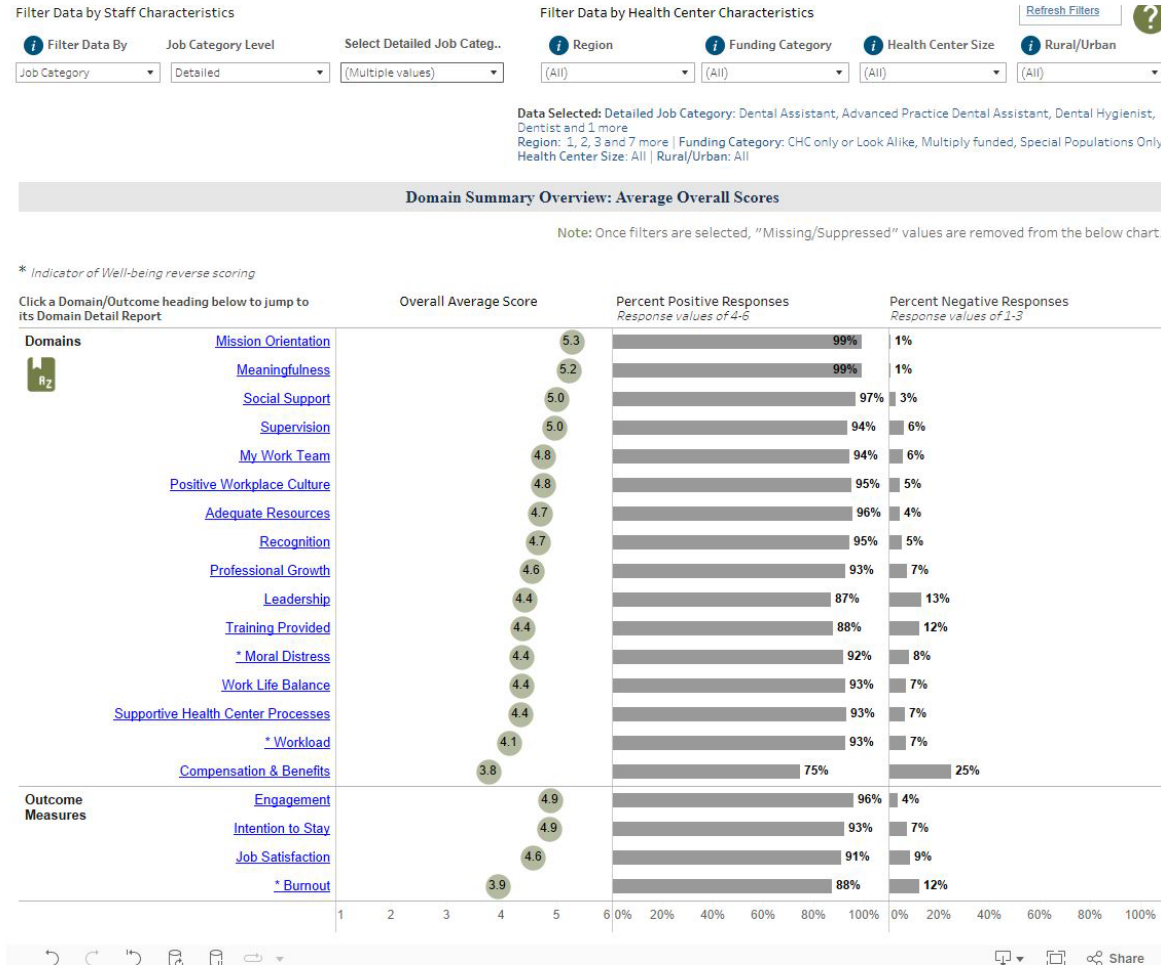 Filter Data by Staff Characteristics
Filter Data by Health Center Characteristics
Refresh Filters
?
i Filter Data By
Job Category Level
Select Detailed Job Categ..
i Region
i Funding Category
i Health Center Size
i Rural/Urban
Job Category
Detailed
(Multiple values)
(All)
(All)
(All)
(All)
Data Selected: Detailed Job Category: Dental Assistant, Advanced Practice Dental Assistant, Dental Hygienist,
Dentist and 1 more
Region: 1, 2, 3 and 7 more | Funding Category: CHC only or Look Alike, Multiply funded, Special Populations Only
Health Center Size: All | Rural/Urban: All
Domain Summary Overview: Average Overall Scores
Note: Once filters are selected, "Missing/Suppressed" values are removed from the below chart.
* Indicator of Well-being reverse scoring
Click a Domain/Outcome heading below to jump to
its Domain Detail Report
Overall Average Score
Percent Positive Responses
Response values of 4-6
Percent Negative Responses
Response values of 1-3
Domains
AZ
Mission Orientation 5.3 99% 1%
Meaningfulness 5.2 99% 1%
Social Support 5.0 97% 3%
Supervision 5.0 94% 6%
My Work Team 4.8 94% 6%
Positive Workplace Culture 4.8 95% 5%
Adequate Resources 4.7 96% 4%
Recognition 4.7 95% 5%
Professional Growth 4.6 93% 7%
Leadership 4.4 87% 13%
Training Provided 4.4 88% 12%
* Moral Distress 4.4 92% 8%
Work Life Balance 4.4 93% 7%
Supportive Health Center Processes 4.4 93% 7%
* Workload 4.1 93% 7%
Compensation & Benefits 3.8 75% 25%
Outcome
Measures
Engagement 4.9 96% 4%
Intention to Stay 4.9 93% 7%
Job Satisfaction 4.6 91% 9%
* Burnout 3.9 88% 12%
1 2 3 4 5 6 0% 20% 40% 60% 80% 100% 0% 20% 40% 60% 80% 100%
Share